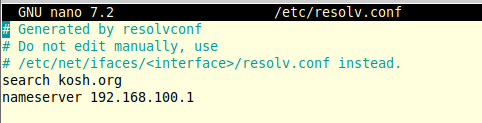 GNU nano 7.2 /etc/resolv.conf
# Generated by resolvconf
# Do not edit manually, use
# /etc/net/ifaces/<interface>/resolv.conf instead.
search kosh.org
nameserver 192.168.100.1